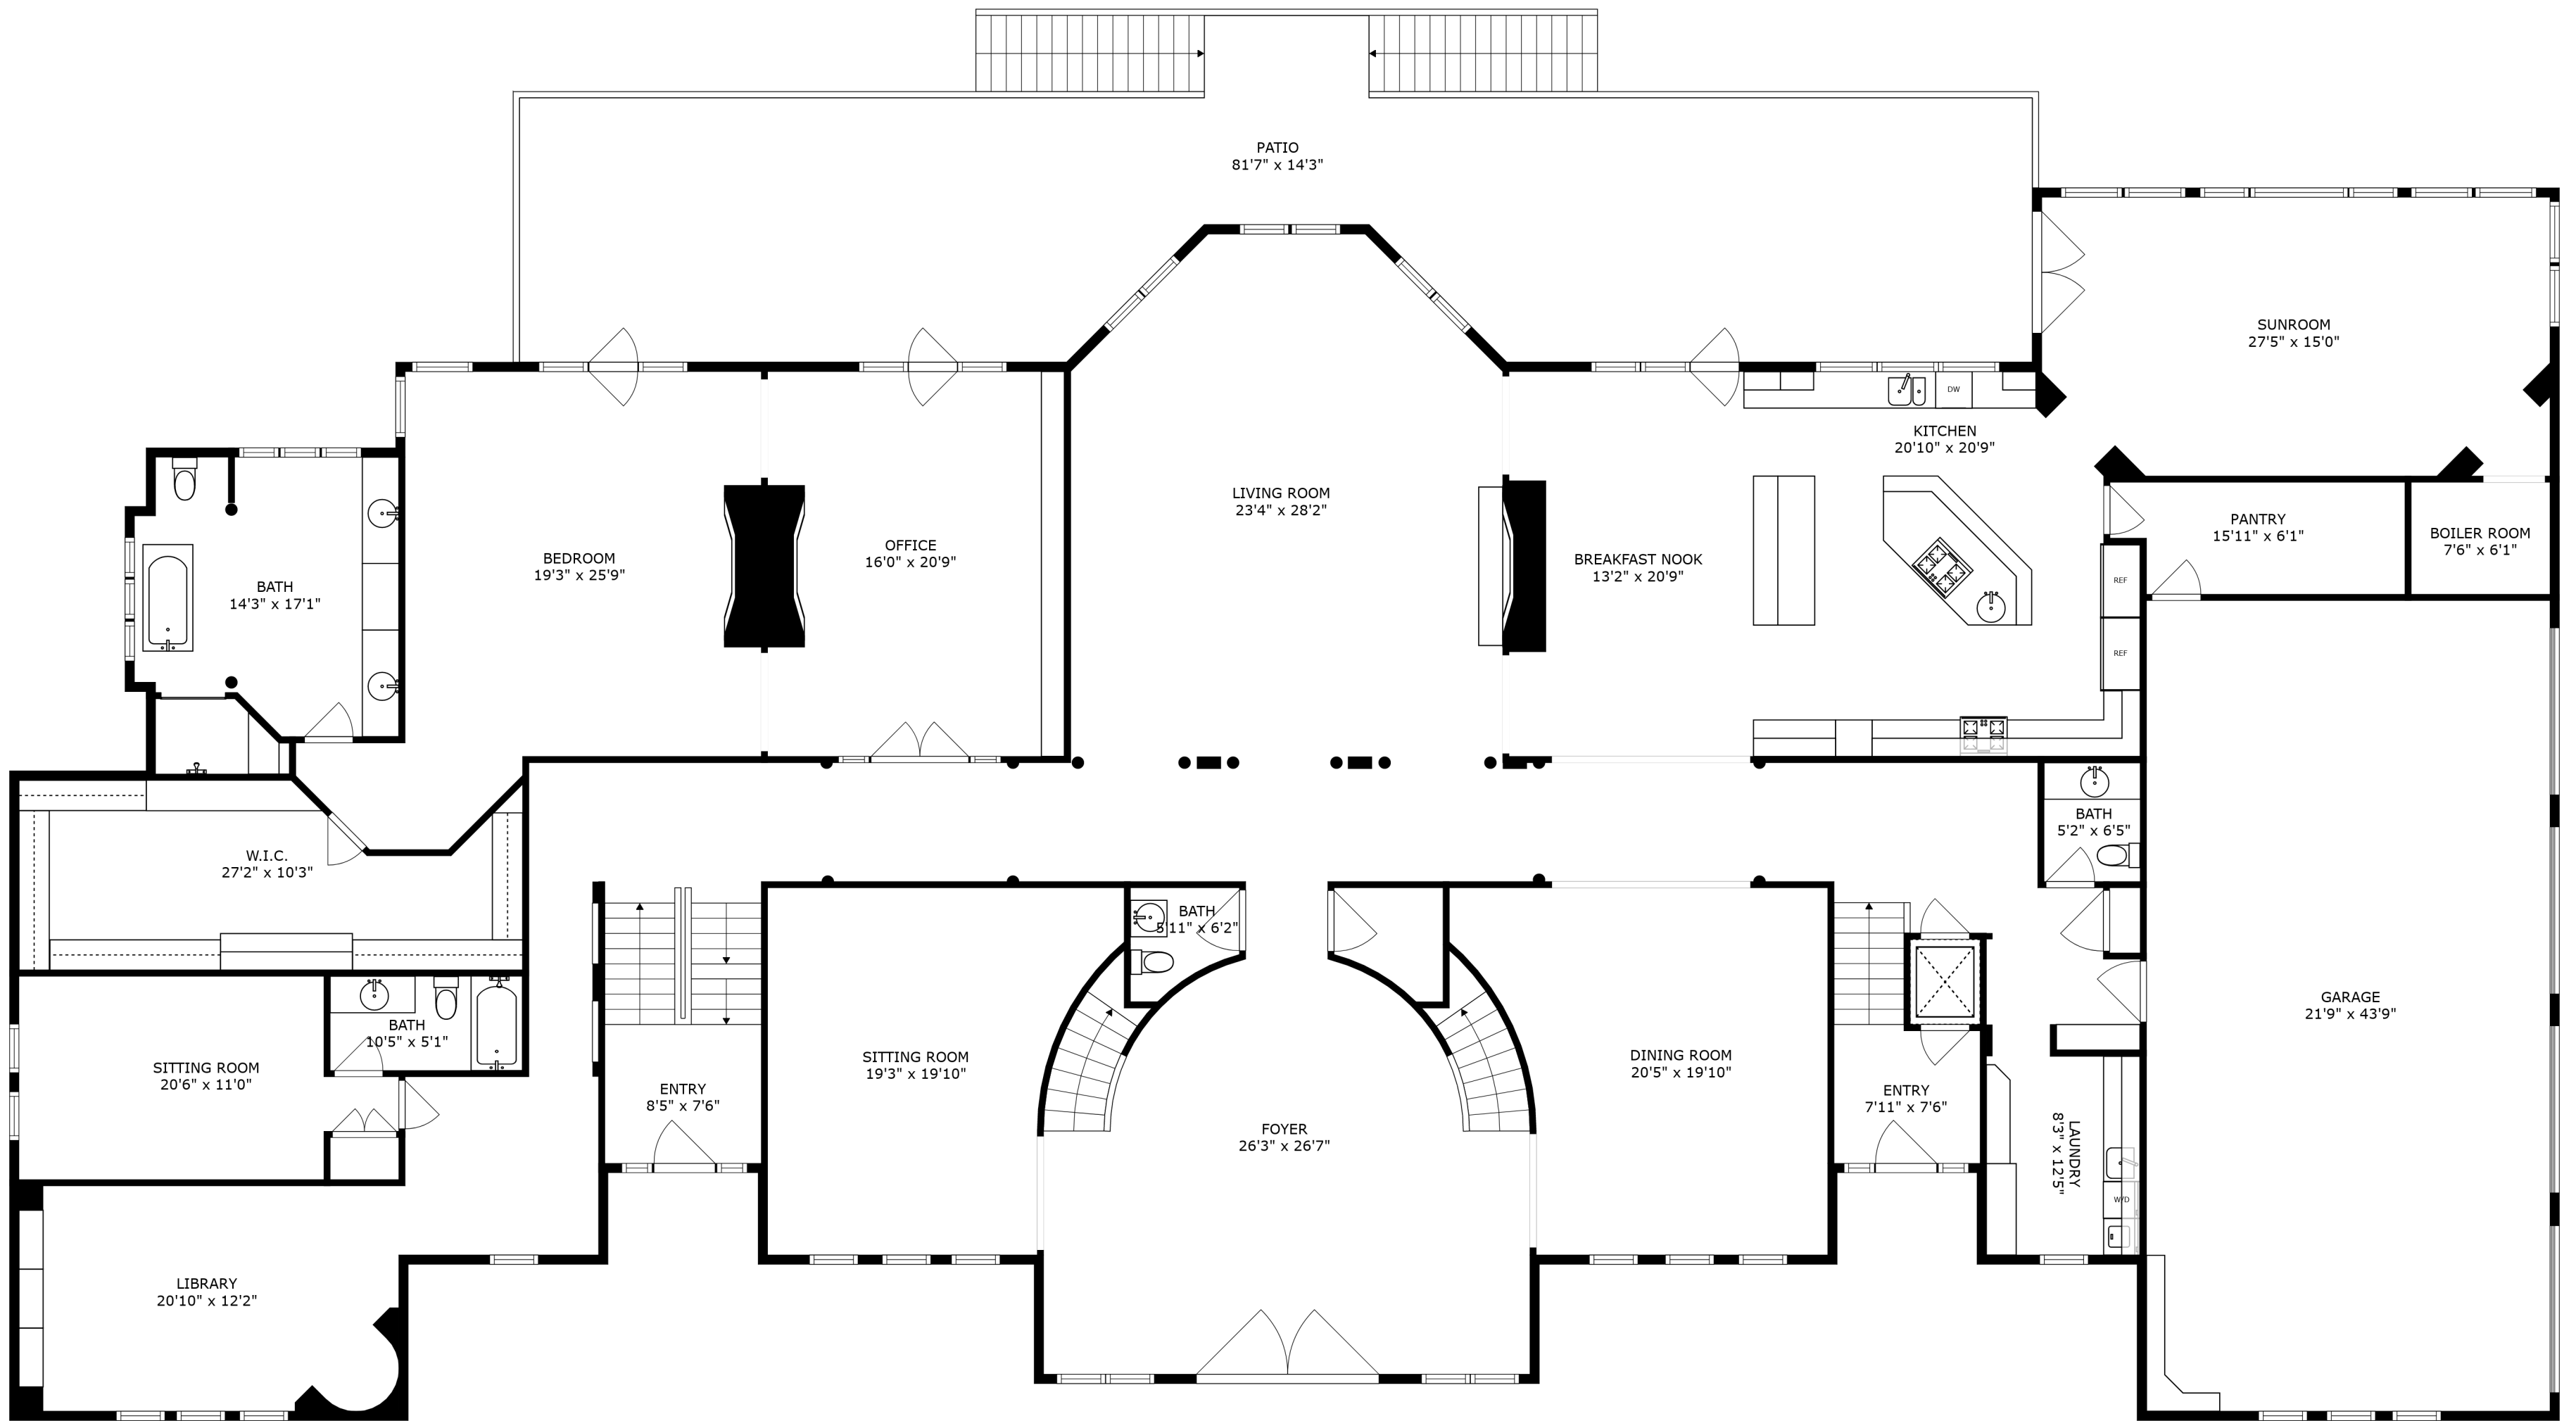 PATIO
81'7" x 14'3"
SUNROOM
27'5" x 15'0"
DW
KITCHEN
20'10" x 20'9"
LIVING ROOM
23'4" x 28'2"
PANTRY
15'11" x 6'1"
BOILER ROOM
7'6" x 6'1"
OFFICE
16'0" x 20'9"
BEDROOM
19'3" x 25'9"
BREAKFAST NOOK
13'2" x 20'9"
REF
BATH
14'3" x 17'1"
REF
BATH
5'2" x 6'5"
W.I.C.
27'2" x 10'3"
BATH
5'11" x 6'2"
GARAGE
21'9" x 43'9"
BATH
10'5" x 5'1"
SITTING ROOM
20'6" x 11'0"
SITTING ROOM
19'3" x 19'10"
DINING ROOM
20'5" x 19'10"
ENTRY
8'5" x 7'6"
ENTRY
7'11" x 7'6"
FOYER
26'3" x 26'7"
LAUNDRY
8'3" x 12'5"
W/D
LIBRARY
20'10" x 12'2"